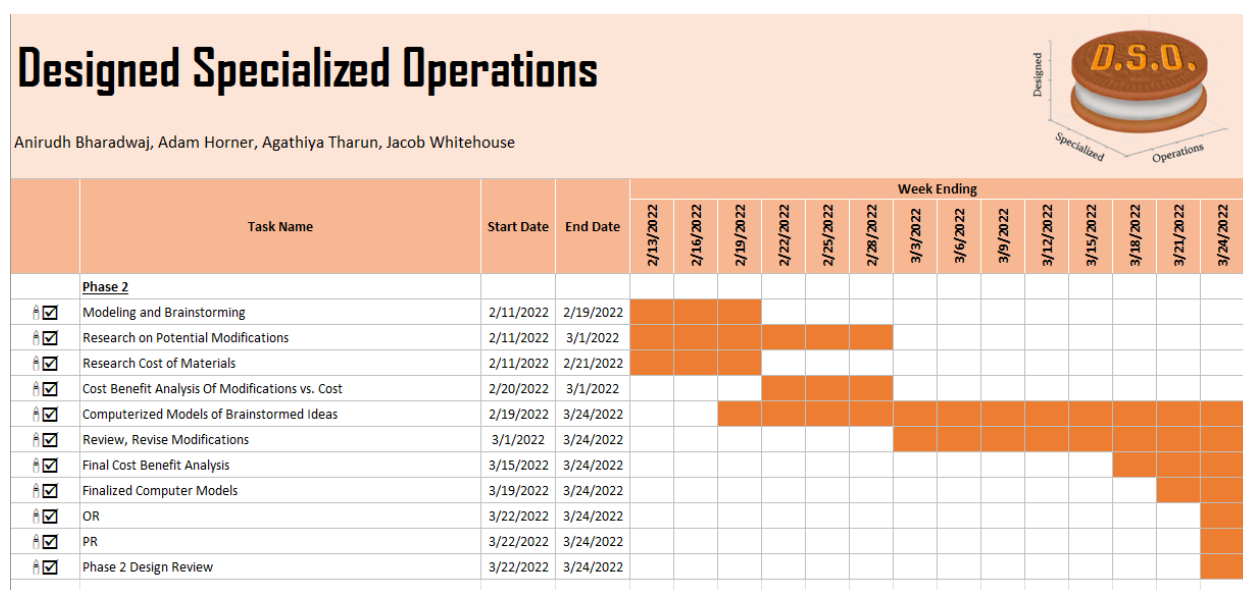 Designed Specialized Operations
D.S.O.
Designed
Specialized
Operations
Anirudh Bharadwaj, Adam Horner, Agathiya Tharun, Jacob Whitehouse
Week Ending
Task Name Start Date End Date 2/13/2022 2/16/2022 2/19/2022 2/22/2022 2/25/2022 2/28/2022 3/3/2022 3/6/2022 3/9/2022 3/12/2022 3/15/2022 3/18/2022 3/21/2022 3/24/2022
Phase 2
Modeling and Brainstorming 2/11/2022 2/19/2022
Research on Potential Modifications 2/11/2022 3/1/2022
Research Cost of Materials 2/11/2022 2/21/2022
Cost Benefit Analysis Of Modifications vs. Cost 2/20/2022 3/1/2022
Computerized Models of Brainstormed Ideas 2/19/2022 3/24/2022
Review, Revise Modifications 3/1/2022 3/24/2022
Final Cost Benefit Analysis 3/15/2022 3/24/2022
Finalized Computer Models 3/19/2022 3/24/2022
OR 3/22/2022 3/24/2022
PR 3/22/2022 3/24/2022
Phase 2 Design Review 3/22/2022 3/24/2022